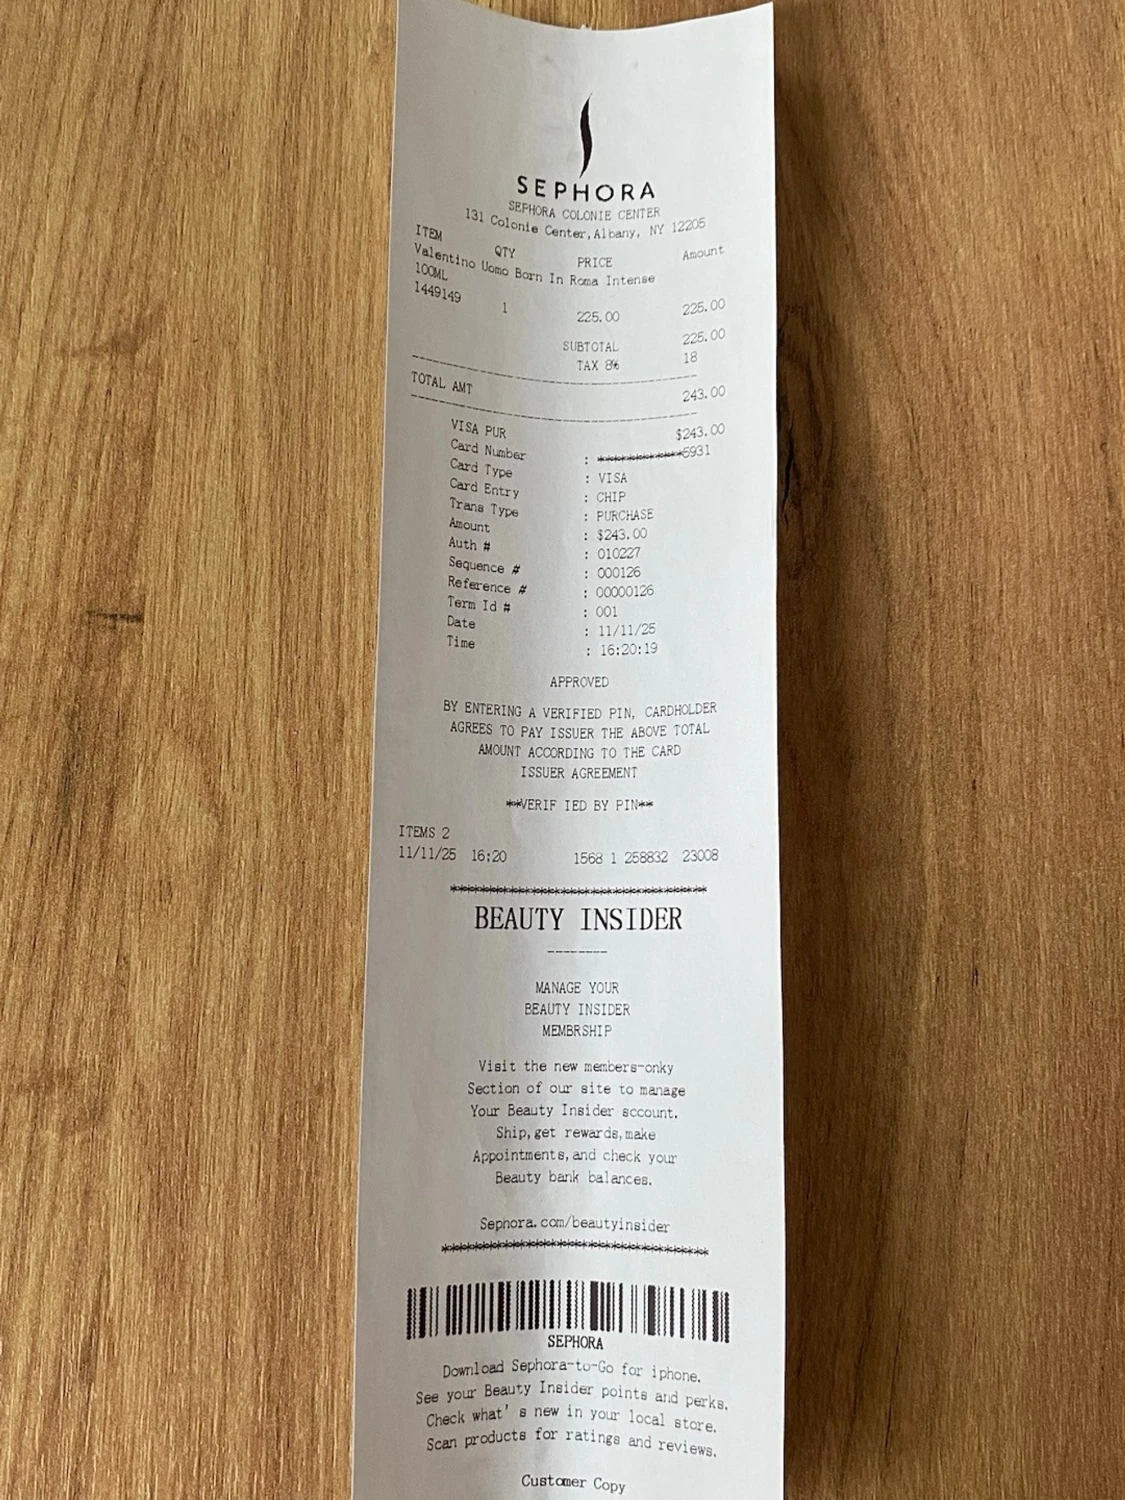 SEPHORA
SEPHORA COLONIE CENTER
131 Colonie Center,Albany, NY 12205
ITEM QTY PRICE Amount
Valentino Uomo Born In Roma Intense
100ML
1449149 1 225.00 225.00
SUBTOTAL 225.00
TAX 8% 18
TOTAL AMT 243.00
VISA PUR $243.00
Card Number : ************5931
Card Type : VISA
Card Entry : CHIP
Trans Type : PURCHASE
Amount : $243.00
Auth # : 010227
Sequence # : 000126
Reference # : 00000126
Term Id # : 001
Date : 11/11/25
Time : 16:20:19
APPROVED
BY ENTERING A VERIFIED PIN, CARDHOLDER
AGREES TO PAY ISSUER THE ABOVE TOTAL
AMOUNT ACCORDING TO THE CARD
ISSUER AGREEMENT
**VERIF IED BY PIN**
ITEMS 2
11/11/25 16:20 1568 1 258832 23008
BEAUTY INSIDER
--------
MANAGE YOUR
BEAUTY INSIDER
MEMBRSHIP
Visit the new members-onky
Section of our site to manage
Your Beauty Insider sccount.
Ship,get rewards,make
Appointments,and check your
Beauty bank balances.
Sephora.com/beautyinsider
SEPHORA
Download Sephora-to-Go for iphone.
See your Beauty Insider points and perks.
Check what's new in your local store.
Scan products for ratings and reviews.
Customer Copy